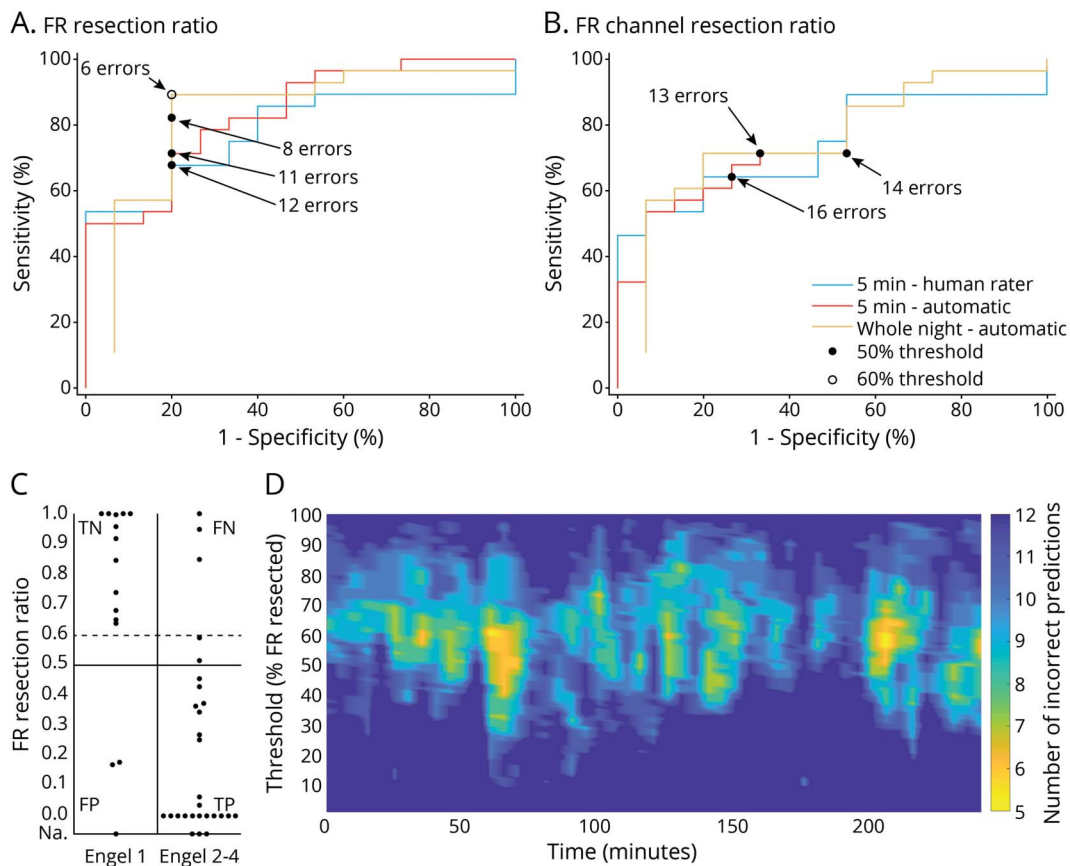 A. FR resection ratio
Sensitivity (%)
100
80
60
40
20
0
6 errors
8 errors
11 errors
12 errors
0 20 40 60 80 100
1 - Specificity (%)
B. FR channel resection ratio
Sensitivity (%)
100
80
60
40
20
0
13 errors
14 errors
16 errors
5 min - human rater
5 min - automatic
Whole night - automatic
50% threshold
60% threshold
0 20 40 60 80 100
1 - Specificity (%)
C
FR resection ratio
1.0
0.9
0.8
0.7
0.6
0.5
0.4
0.3
0.2
0.1
0.0
Na.
TN FN
FP TP
Engel 1 Engel 2-4
D
Threshold (% FR resected)
100
90
80
70
60
50
40
30
20
10
0 50 100 150 200
Time (minutes)
12
11
10
9
8
7
6
5
Number of incorrect predictions